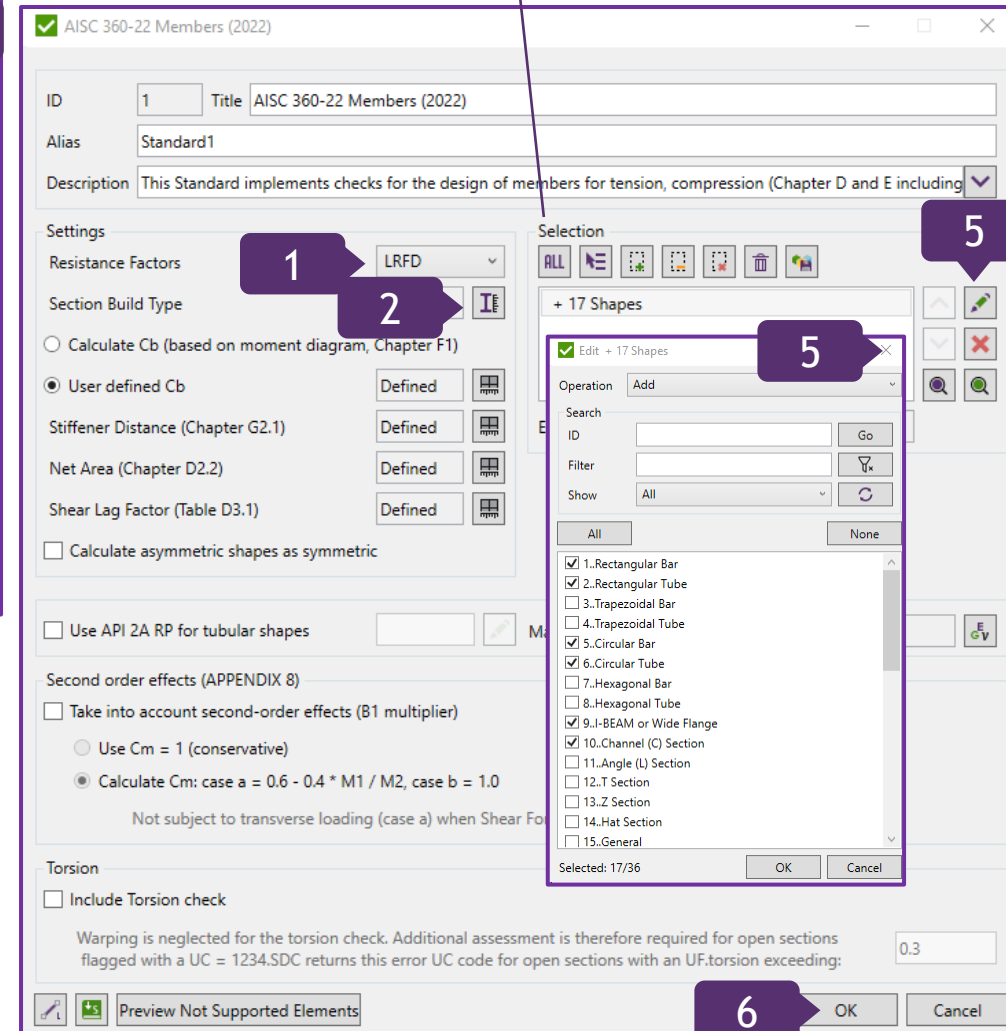 AISC 360-22 Members (2022)
ID 1 Title AISC 360-22 Members (2022)
Alias Standard1
Description This Standard implements checks for the design of members for tension, compression (Chapter D and E including
Settings
Resistance Factors 1 LRFD
Section Build Type 2
Calculate Cb (based on moment diagram, Chapter F1)
User defined Cb Defined
Stiffener Distance (Chapter G2.1) Defined
Net Area (Chapter D2.2) Defined
Shear Lag Factor (Table D3.1) Defined
Calculate asymmetric shapes as symmetric
Selection
5
ALL
+ 17 Shapes
Edit + 17 Shapes 5
Operation Add
Search
ID Go
Filter
Show All
All None
1..Rectangular Bar
2..Rectangular Tube
3..Trapezoidal Bar
4..Trapezoidal Tube
5..Circular Bar
6..Circular Tube
7..Hexagonal Bar
8..Hexagonal Tube
9..I-BEAM or Wide Flange
10..Channel (C) Section
11..Angle (L) Section
12..T Section
13..Z Section
14..Hat Section
15..General
Selected: 17/36 OK Cancel
Use API 2A RP for tubular shapes
Second order effects (APPENDIX 8)
Take into account second-order effects (B1 multiplier)
Use Cm = 1 (conservative)
Calculate Cm: case a = 0.6 - 0.4 * M1 / M2, case b = 1.0
Not subject to transverse loading (case a) when Shear
Torsion
Include Torsion check
Warping is neglected for the torsion check. Additional assessment is therefore required for open sections
flagged with a UC = 1234.SDC returns this error UC code for open sections with an UF.torsion exceeding: 0.3
Preview Not Supported Elements 6 OK Cancel